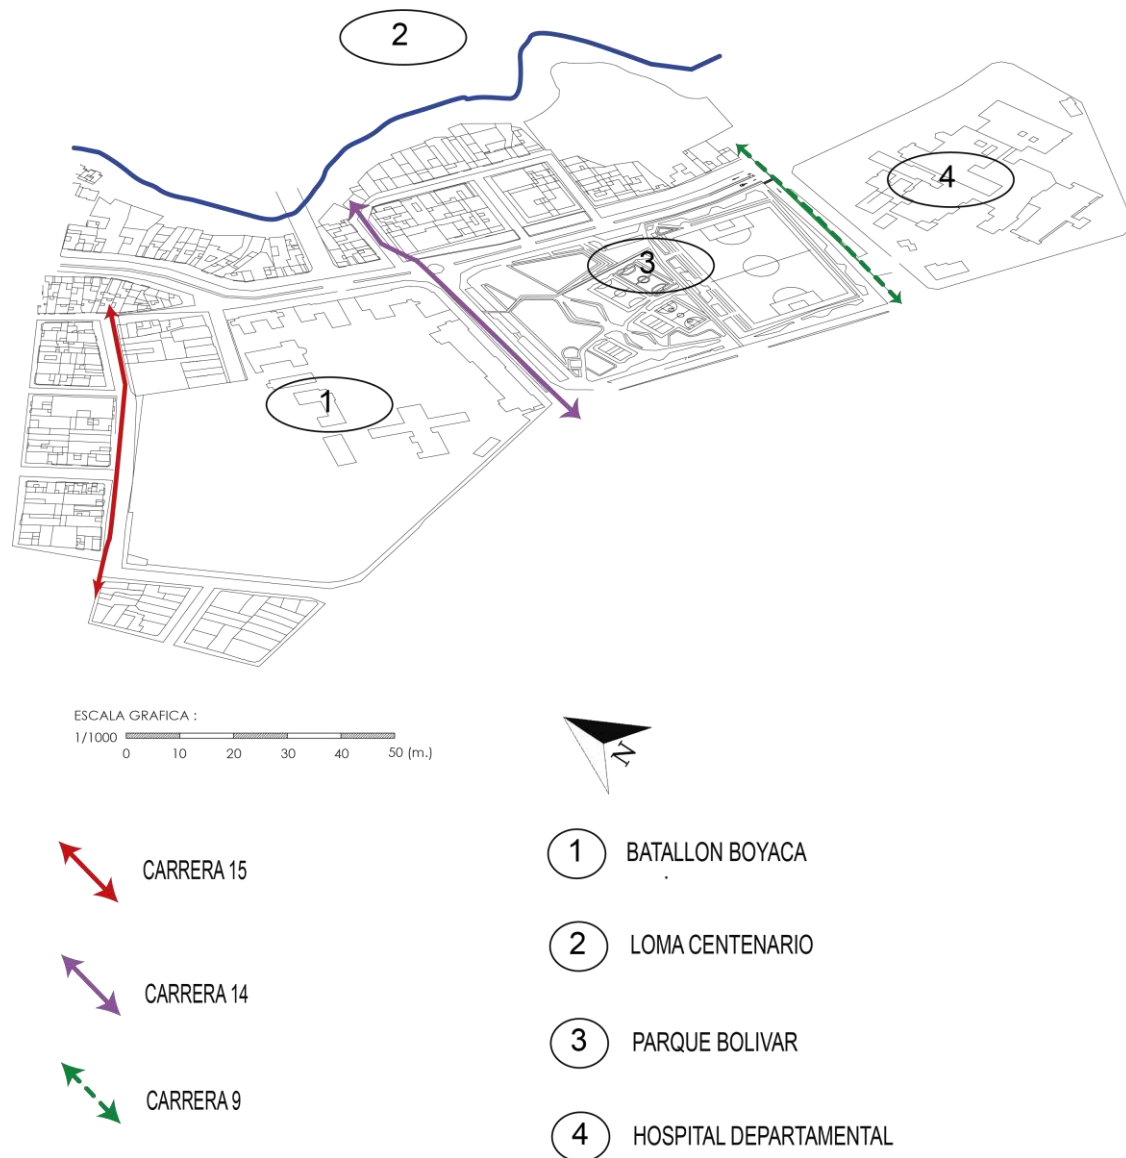 2
4
3
1
ESCALA GRAFICA :
1/1000
0 10 20 30 40 50 (m.)
N
CARRERA 15
CARRERA 14
CARRERA 9
1 BATALLON BOYACA
2 LOMA CENTENARIO
3 PARQUE BOLIVAR
4 HOSPITAL DEPARTAMENTAL